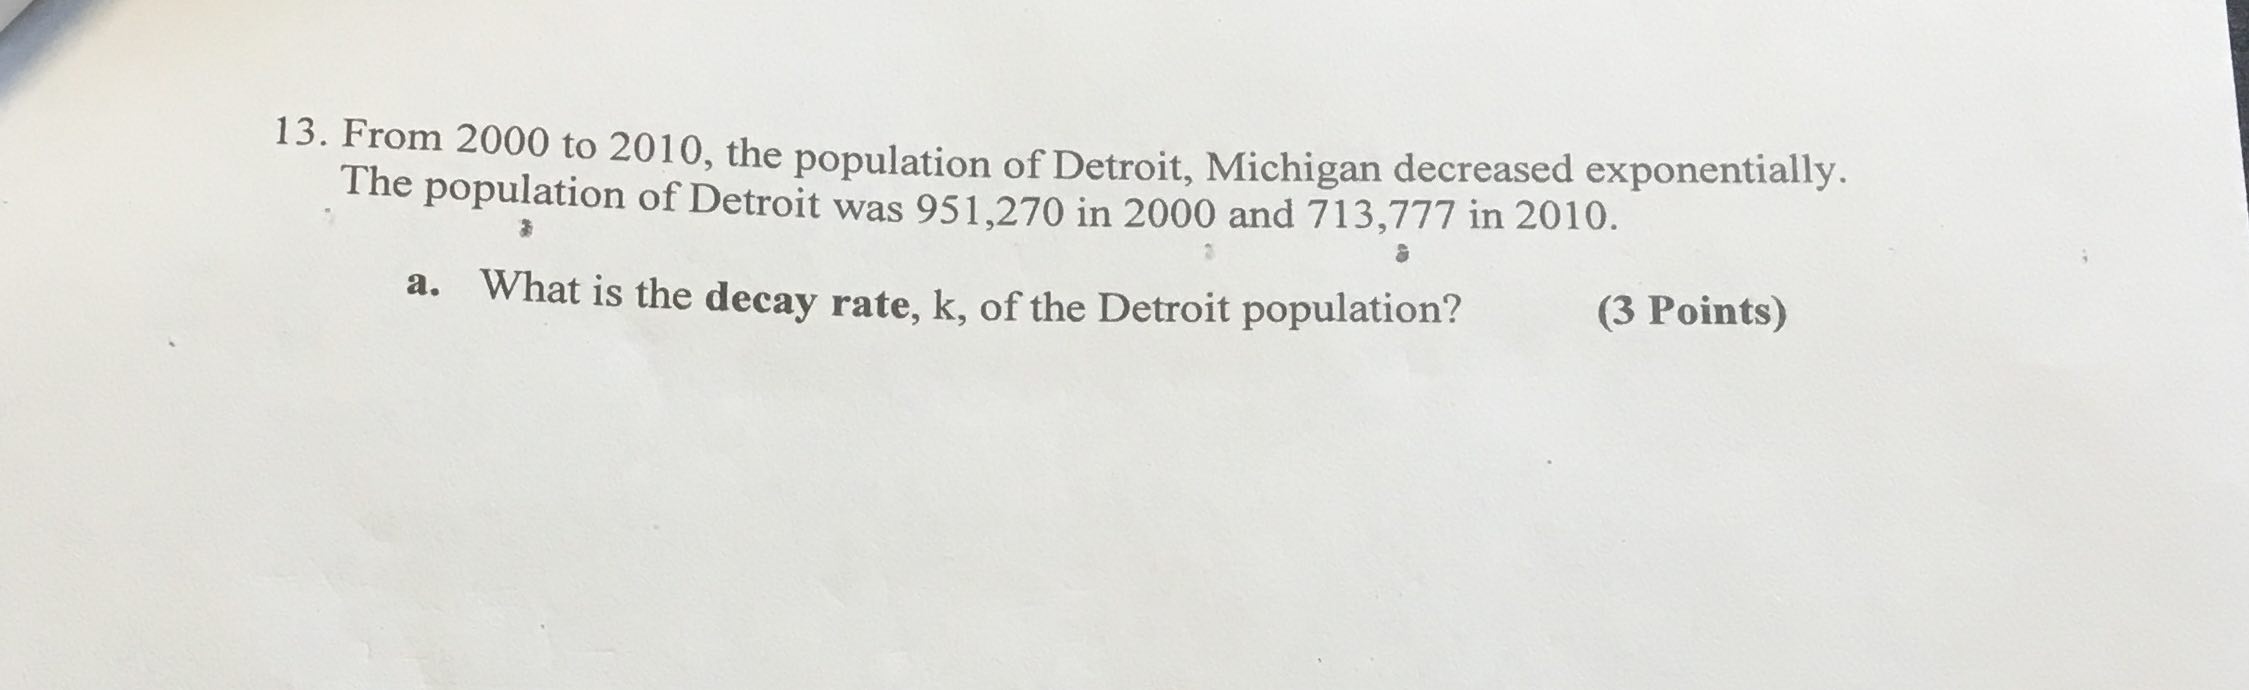 13. From 2000 to 2010, the population of Detroit, Michigan decreased exponentially.
The population of Detroit was 951,270 in 2000 and 713,777 in 2010.
a. What is the decay rate, k, of the Detroit population? (3 Points)